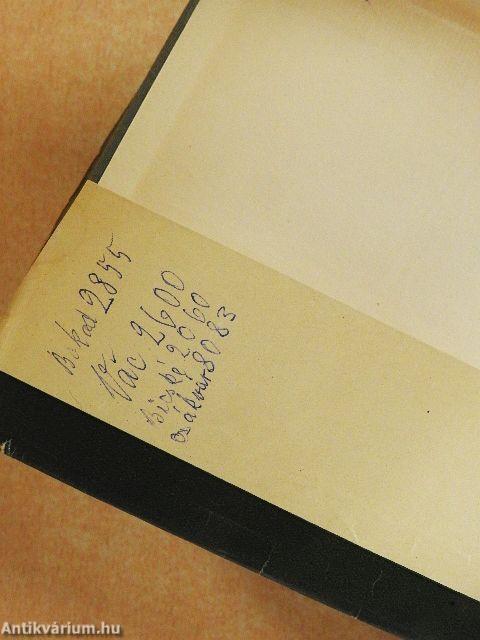 Bokod 2855
Vác 2600
Bicske 2060
Csákvár 8083
Antikvárium.hu